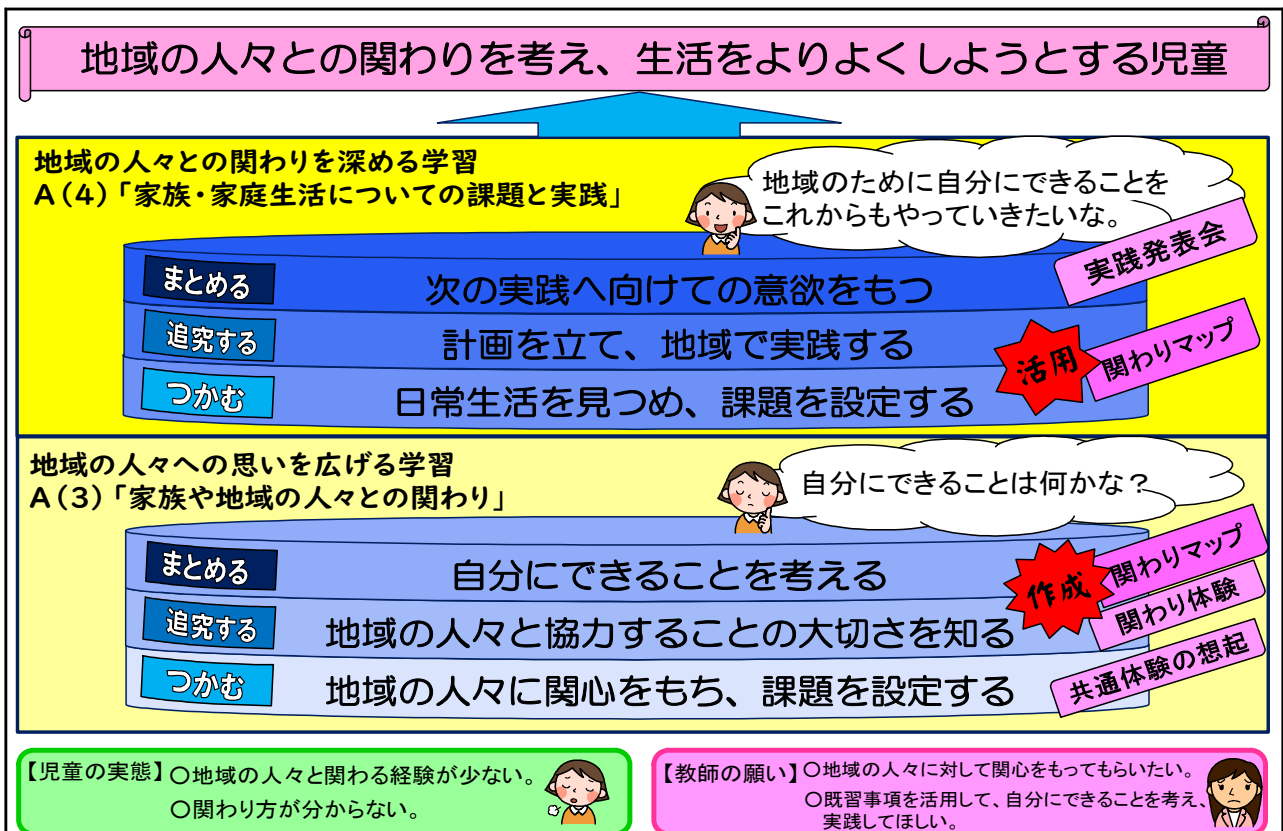 地域の人々との関わりを考え、生活をよりよくしようとする児童
地域の人々との関わりを深める学習
A(4)「家族・家庭生活についての課題と実践」
地域のために自分にできることを
これからもやっていきたいな。
実践発表会
まとめる
次の実践へ向けての意欲をもつ
追究する
計画を立て、地域で実践する
活用
関わりマップ
つかむ
日常生活を見つめ、課題を設定する
地域の人々への思いを広げる学習
A(3)「家族や地域の人々との関わり」
自分にできることは何かな?
まとめる
自分にできることを考える
作成
関わりマップ
追究する
地域の人々と協力することの大切さを知る
関わり体験
つかむ
地域の人々に関心をもち、課題を設定する
共通体験の想起
【児童の実態】○地域の人々と関わる経験が少ない。
○関わり方が分からない。
【教師の願い】○地域の人々に対して関心をもってもらいたい。
○既習事項を活用して、自分にできることを考え、
実践してほしい。